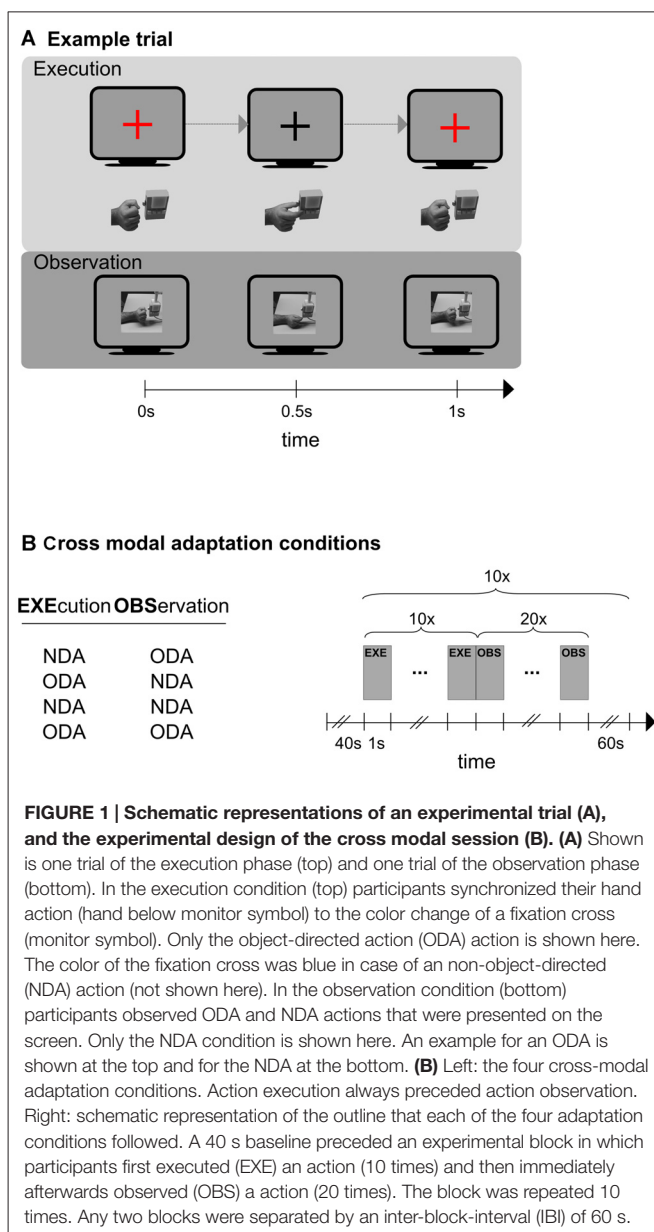 A Example trial
Execution
Observation
0s 0.5s 1s
time
B Cross modal adaptation conditions
EXEcution OBServation
NDA ODA
ODA NDA
NDA NDA
ODA ODA
10x
10x 20x
EXE ... EXE OBS ... OBS
40s 1s 60s
time
FIGURE 1 | Schematic representations of an experimental trial (A),
and the experimental design of the cross modal session (B). (A) Shown
is one trial of the execution phase (top) and one trial of the observation phase
(bottom). In the execution condition (top) participants synchronized their hand
action (hand below monitor symbol) to the color change of a fixation cross
(monitor symbol). Only the object-directed action (ODA) action is shown here.
The color of the fixation cross was blue in case of an non-object-directed
(NDA) action (not shown here). In the observation condition (bottom)
participants observed ODA and NDA actions that were presented on the
screen. Only the NDA condition is shown here. An example for an ODA is
shown at the top and for the NDA at the bottom. (B) Left: the four cross-modal
adaptation conditions. Action execution always preceded action observation.
Right: schematic representation of the outline that each of the four adaptation
conditions followed. A 40 s baseline preceded an experimental block in which
participants first executed (EXE) an action (10 times) and then immediately
afterwards observed (OBS) a action (20 times). The block was repeated 10
times. Any two blocks were separated by an inter-block-interval (IBI) of 60 s.